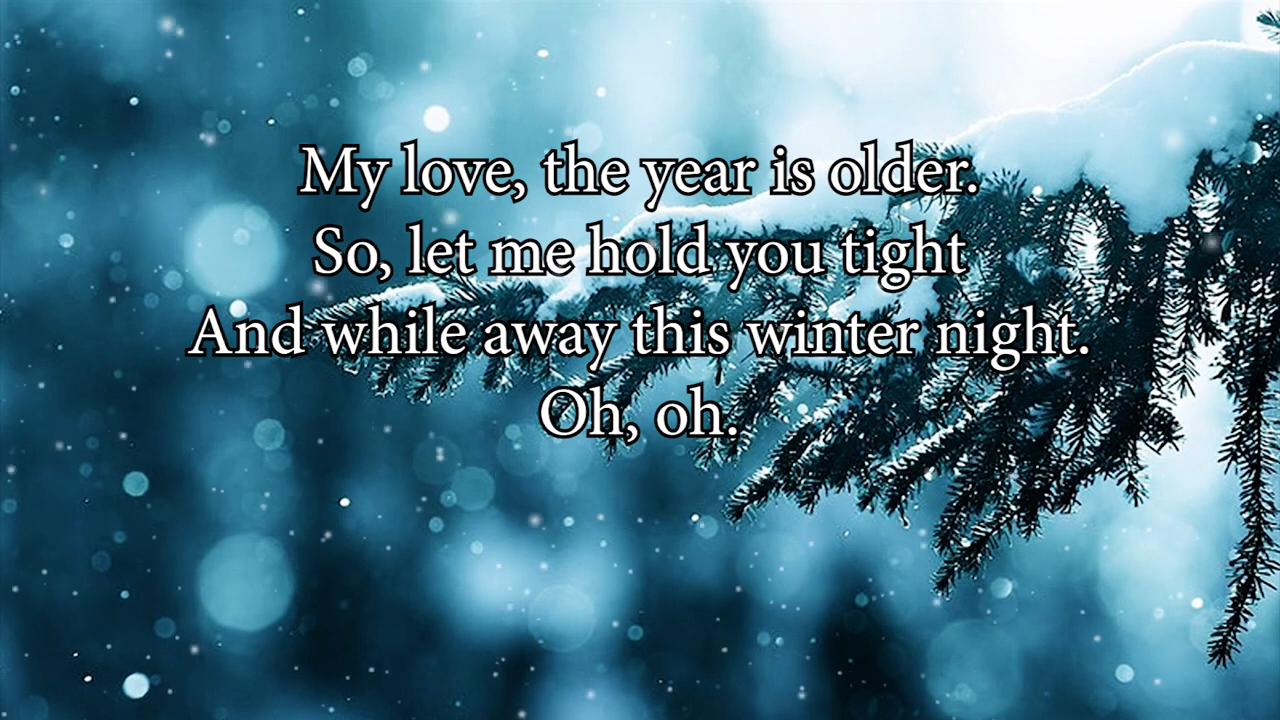 My love, the year is older.
So, let me hold you tight
And while away this winter night.
Oh, oh.